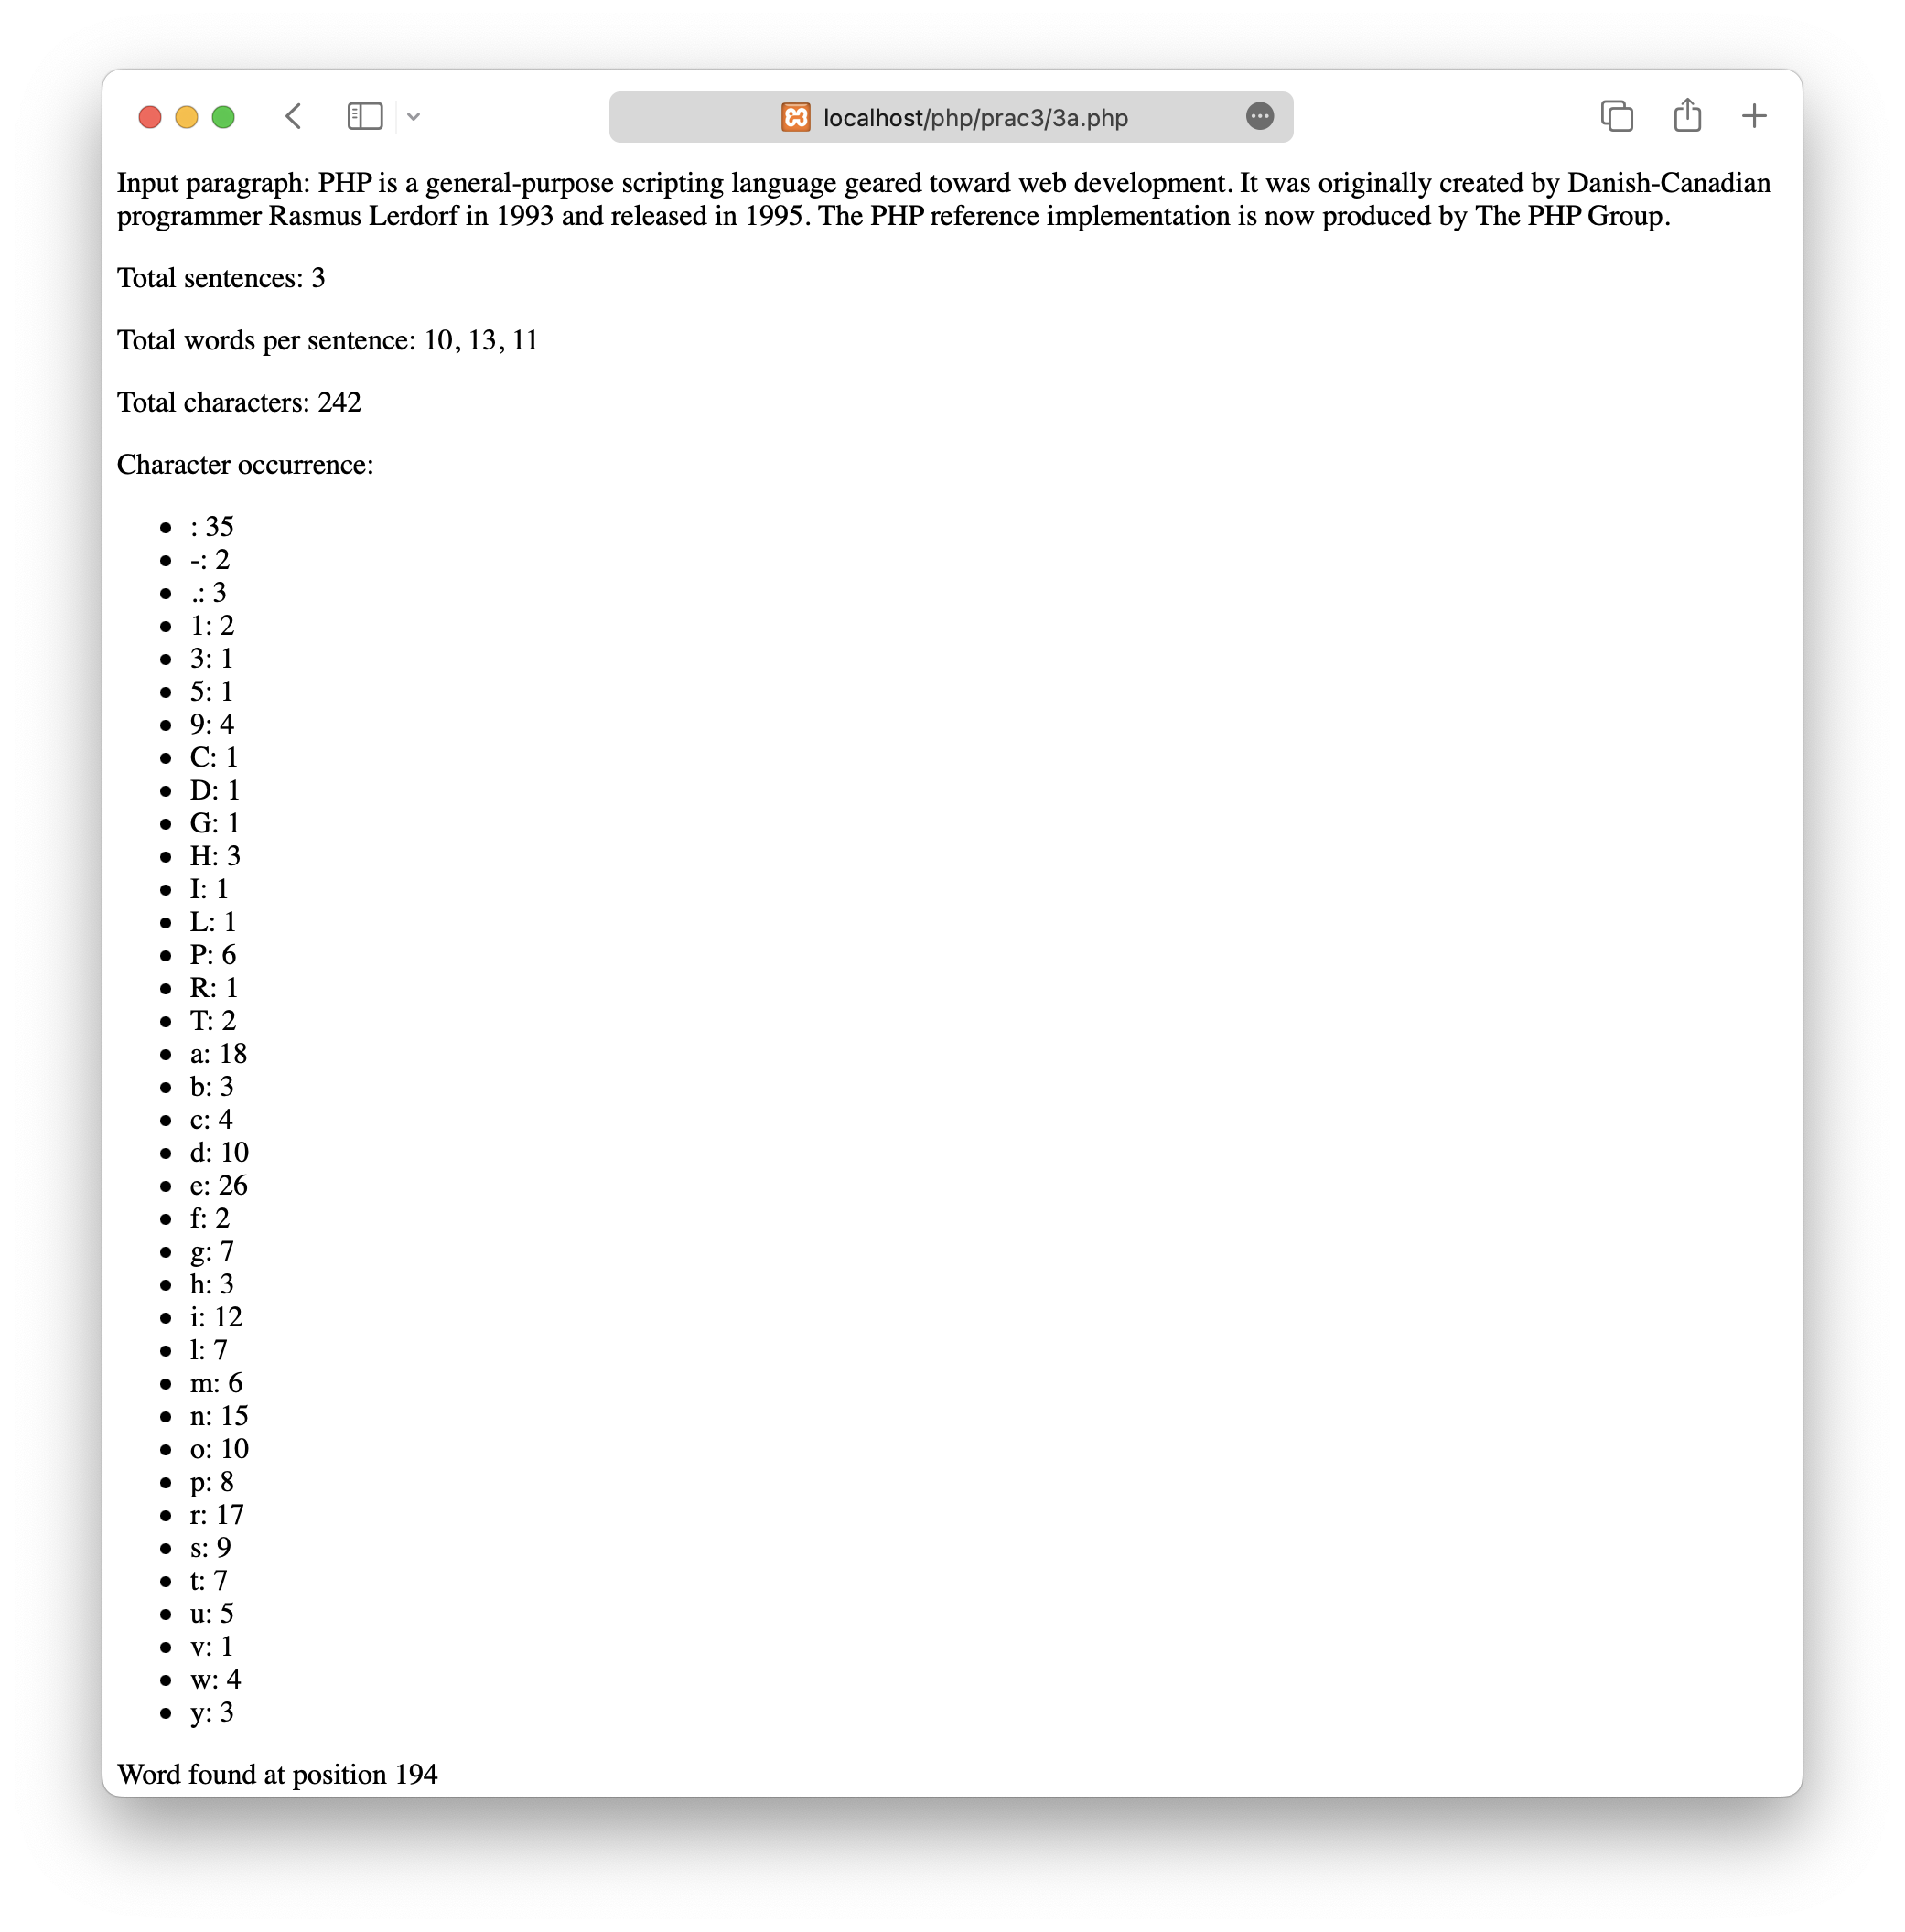 localhost/php/prac3/3a.php
Input paragraph: PHP is a general-purpose scripting language geared toward web development. It was originally created by Danish-Canadian
programmer Rasmus Lerdorf in 1993 and released in 1995. The PHP reference implementation is now produced by The PHP Group.
Total sentences: 3
Total words per sentence: 10, 13, 11
Total characters: 242
Character occurrence:
• : 35
• -: 2
• .: 3
• 1: 2
• 3: 1
• 5: 1
• 9: 4
• C: 1
• D: 1
• G: 1
• H: 3
• I: 1
• L: 1
• P: 6
• R: 1
• T: 2
• a: 18
• b: 3
• c: 4
• d: 10
• e: 26
• f: 2
• g: 7
• h: 3
• i: 12
• l: 7
• m: 6
• n: 15
• o: 10
• p: 8
• r: 17
• s: 9
• t: 7
• u: 5
• v: 1
• w: 4
• y: 3
Word found at position 194